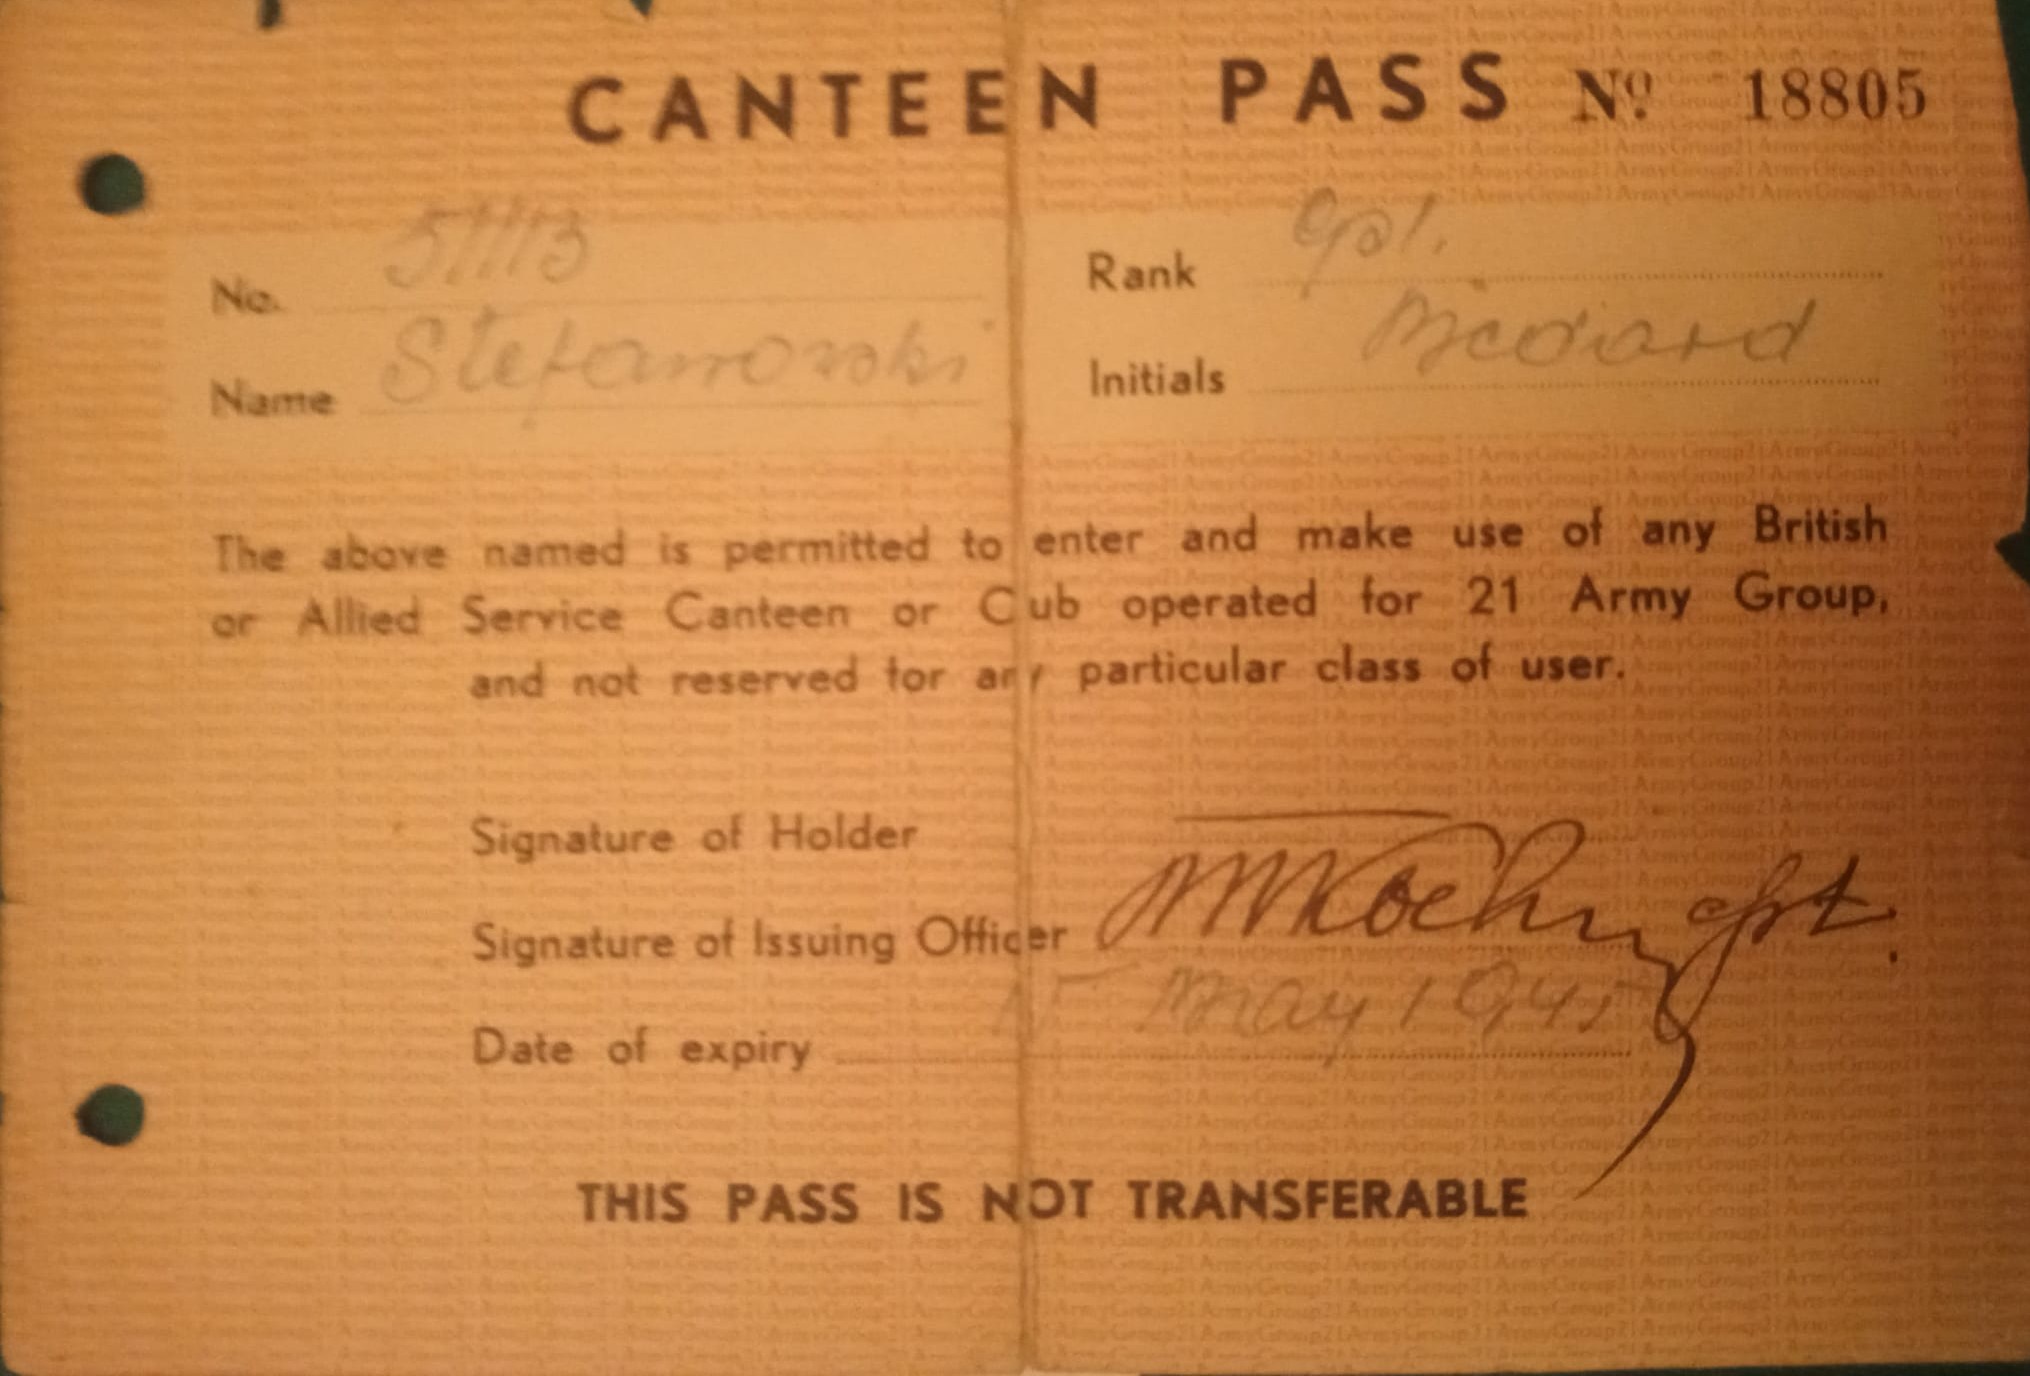 CANTEEN PASS Nº 18805
No. 51113 Rank Cpl.
Name Stefanowski Initials Medard
The above named is permitted to enter and make use of any British
or Allied Service Canteen or Club operated for 21 Army Group,
and not reserved for any particular class of user.
Signature of Holder
Signature of Issuing Officer
Date of expiry 15 May 1945
THIS PASS IS NOT TRANSFERABLE